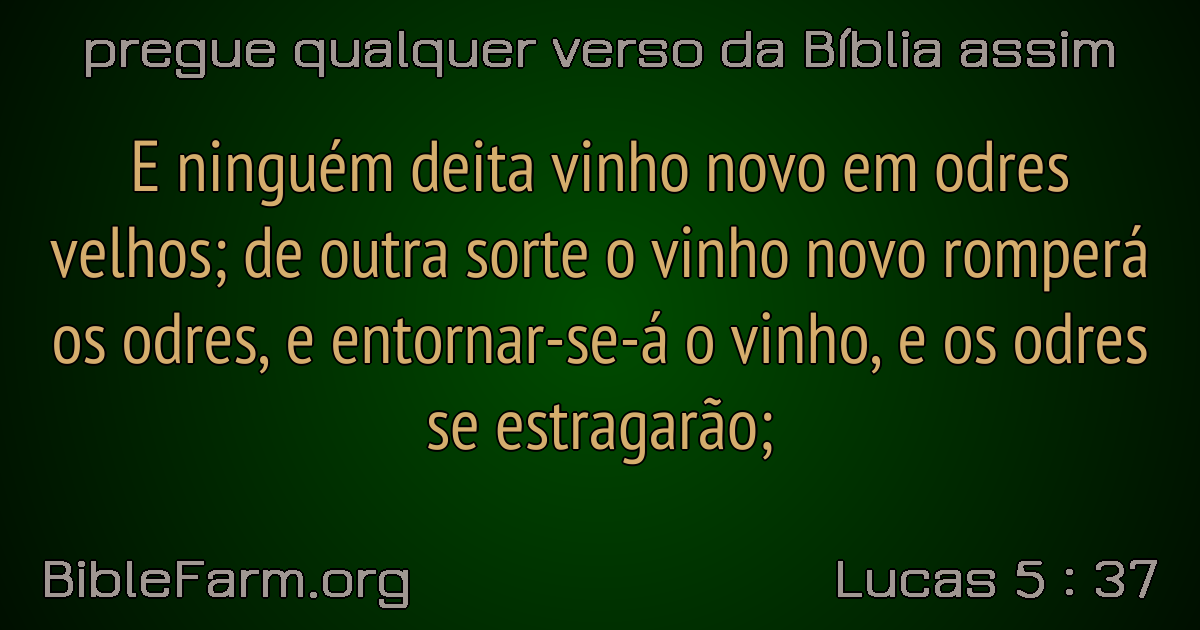 pregue qualquer verso da Bíblia assim
E ninguém deita vinho novo em odres
velhos; de outra sorte o vinho novo romperá
os odres, e entornar-se-á o vinho, e os odres
se estragarão;
BibleFarm.org
Lucas 5 : 37